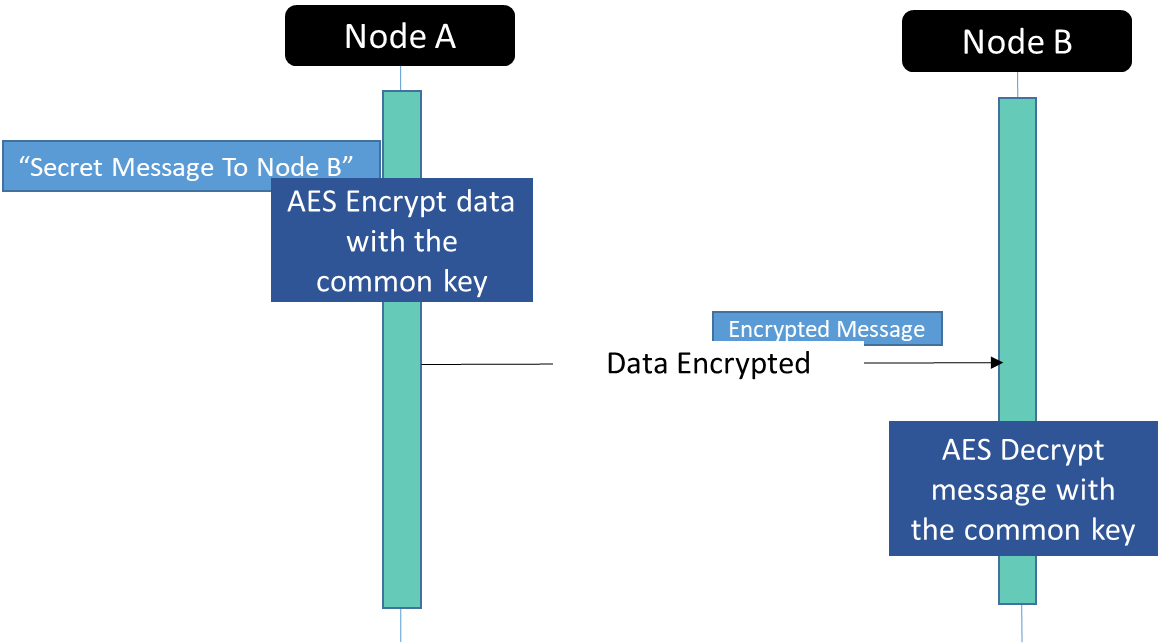 Node A
Node B
“Secret Message To Node B”
AES Encrypt data
with the
common key
Encrypted Message
Data Encrypted
AES Decrypt
message with
the common key